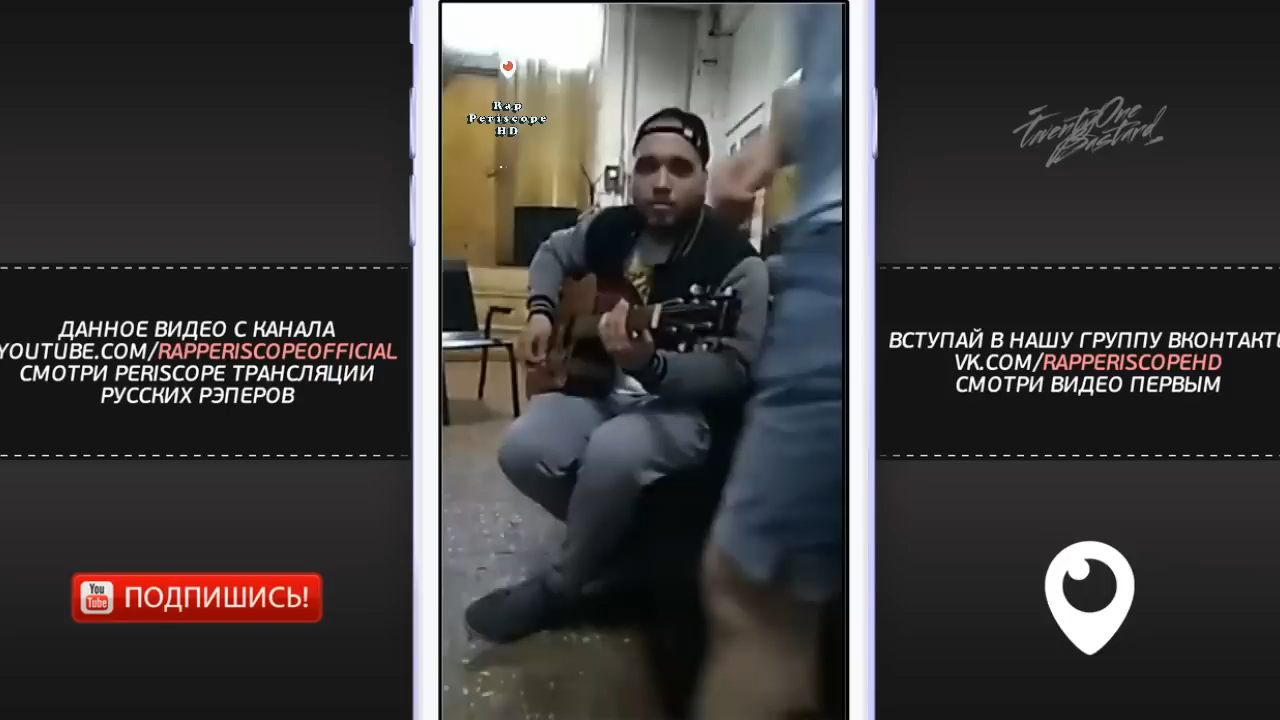 Rap
Periscope
HD
TwentyOne
Bastard
ДАННОЕ ВИДЕО С КАНАЛА
YOUTUBE.COM/RAPPERISCOPEOFFICIAL
СМОТРИ PERISCOPE ТРАНСЛЯЦИИ
РУССКИХ РЭПЕРОВ
ВСТУПАЙ В НАШУ ГРУППУ ВКОНТАКТЕ
VK.COM/RAPPERISCOPEHD
СМОТРИ ВИДЕО ПЕРВЫМ
You
Tube
ПОДПИШИСЬ!